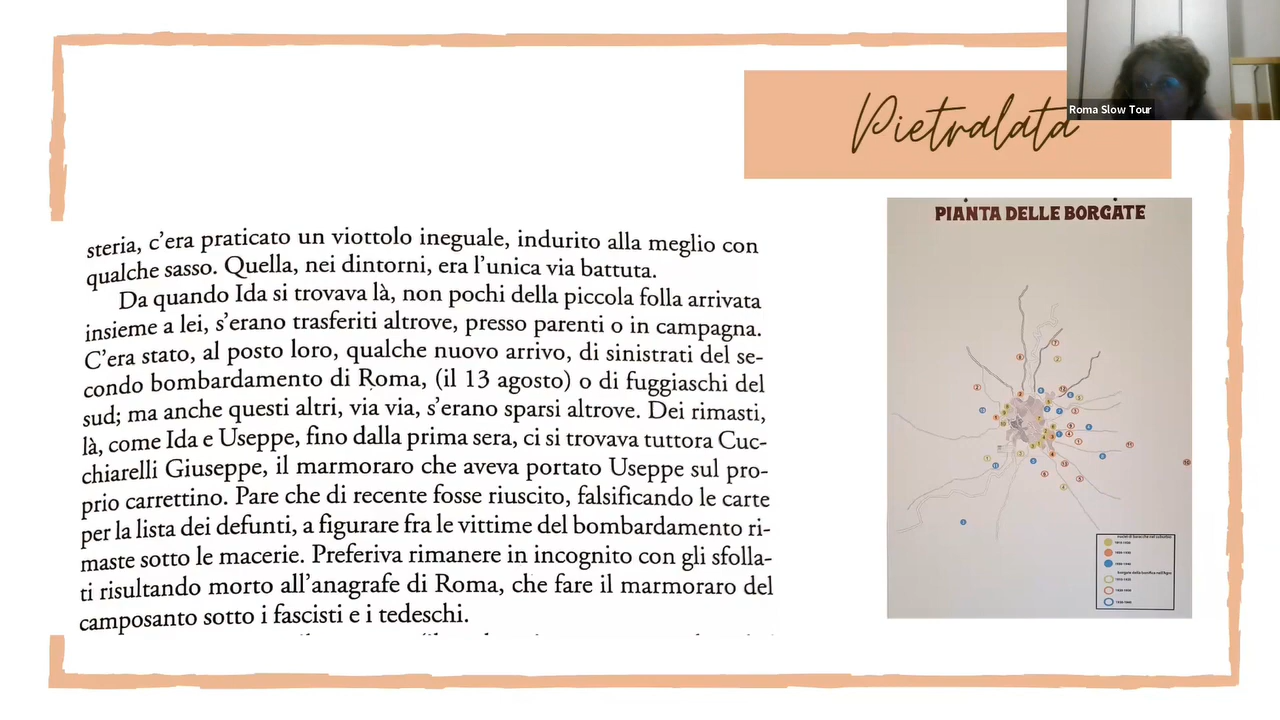 Roma Slow Tour
Pietralata
PIANTA DELLE BORGATE
steria, c'era praticato un viottolo ineguale, indurito alla meglio con
qualche sasso. Quella, nei dintorni, era l'unica via battuta.
Da quando Ida si trovava là, non pochi della piccola folla arrivata
insieme a lei, s'erano trasferiti altrove, presso parenti o in campagna.
C'era stato, al posto loro, qualche nuovo arrivo, di sinistrati del se-
condo bombardamento di Roma, (il 13 agosto) o di fuggiaschi del
sud; ma anche questi altri, via via, s'erano sparsi altrove. Dei rimasti,
là, come Ida e Useppe, fino dalla prima sera, ci si trovava tuttora Cuc-
chiarelli Giuseppe, il marmoraro che aveva portato Useppe sul pro-
prio carrettino. Pare che di recente fosse riuscito, falsificando le carte
per la lista dei defunti, a figurare fra le vittime del bombardamento ri-
maste sotto le macerie. Preferiva rimanere in incognito con gli sfolla-
ti risultando morto all'anagrafe di Roma, che fare il marmoraro del
camposanto sotto i fascisti e i tedeschi.